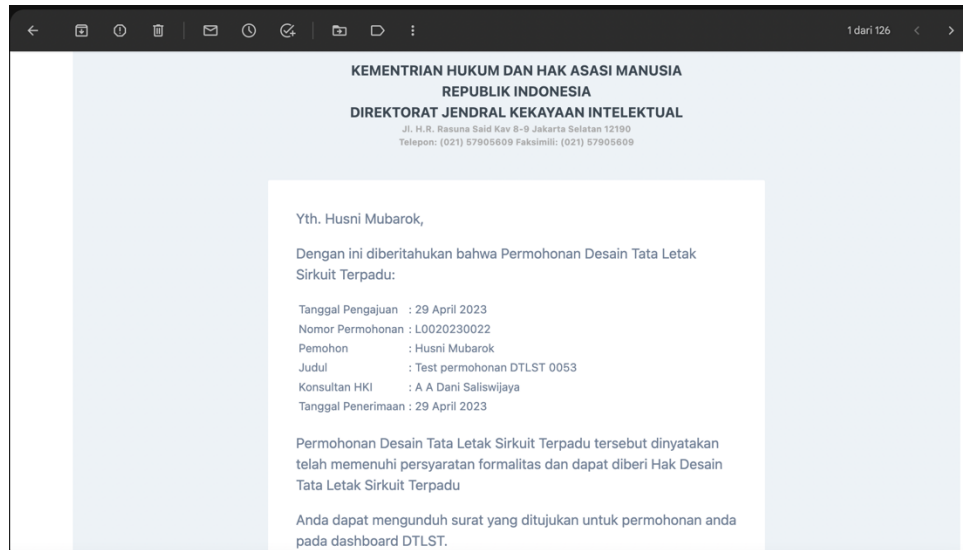 1 dari 126
KEMENTRIAN HUKUM DAN HAK ASASI MANUSIA
REPUBLIK INDONESIA
DIREKTORAT JENDRAL KEKAYAAN INTELEKTUAL
Jl. H.R. Rasuna Said Kav 8-9 Jakarta Selatan 12190
Telepon: (021) 57905609 Faksimili: (021) 57905609
Yth. Husni Mubarok,
Dengan ini diberitahukan bahwa Permohonan Desain Tata Letak
Sirkuit Terpadu:
Tanggal Pengajuan : 29 April 2023
Nomor Permohonan : L0020230022
Pemohon : Husni Mubarok
Judul : Test permohonan DTLST 0053
Konsultan HKI : A A Dani Saliswijaya
Tanggal Penerimaan : 29 April 2023
Permohonan Desain Tata Letak Sirkuit Terpadu tersebut dinyatakan
telah memenuhi persyaratan formalitas dan dapat diberi Hak Desain
Tata Letak Sirkuit Terpadu
Anda dapat mengunduh surat yang ditujukan untuk permohonan anda
pada dashboard DTLST.